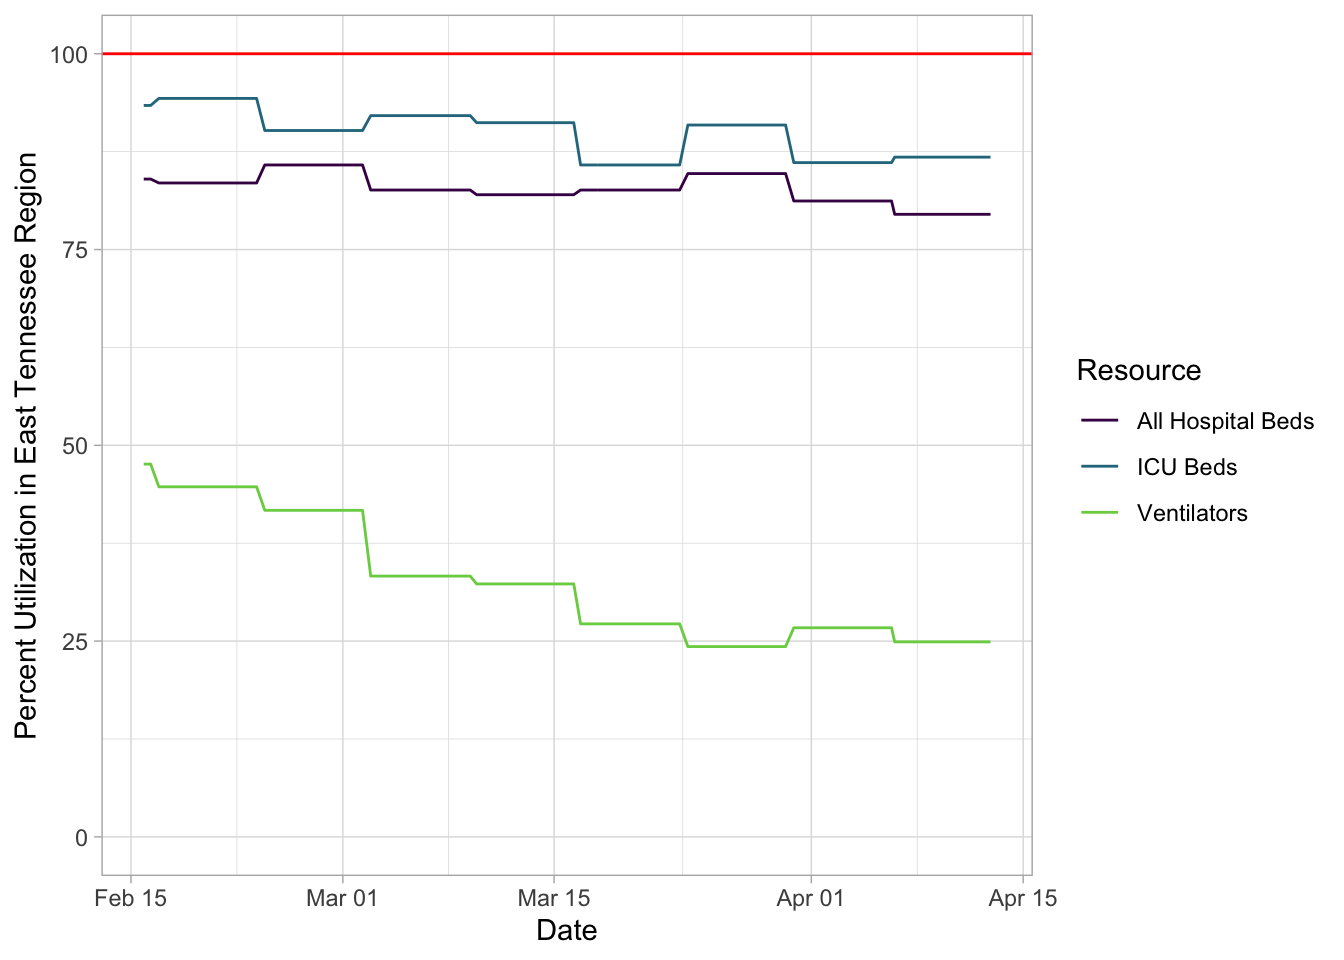 Percent Utilization in East Tennessee Region
100
75
50
25
0
Feb 15
Mar 01
Mar 15
Apr 01
Apr 15
Date
Resource
All Hospital Beds
ICU Beds
Ventilators